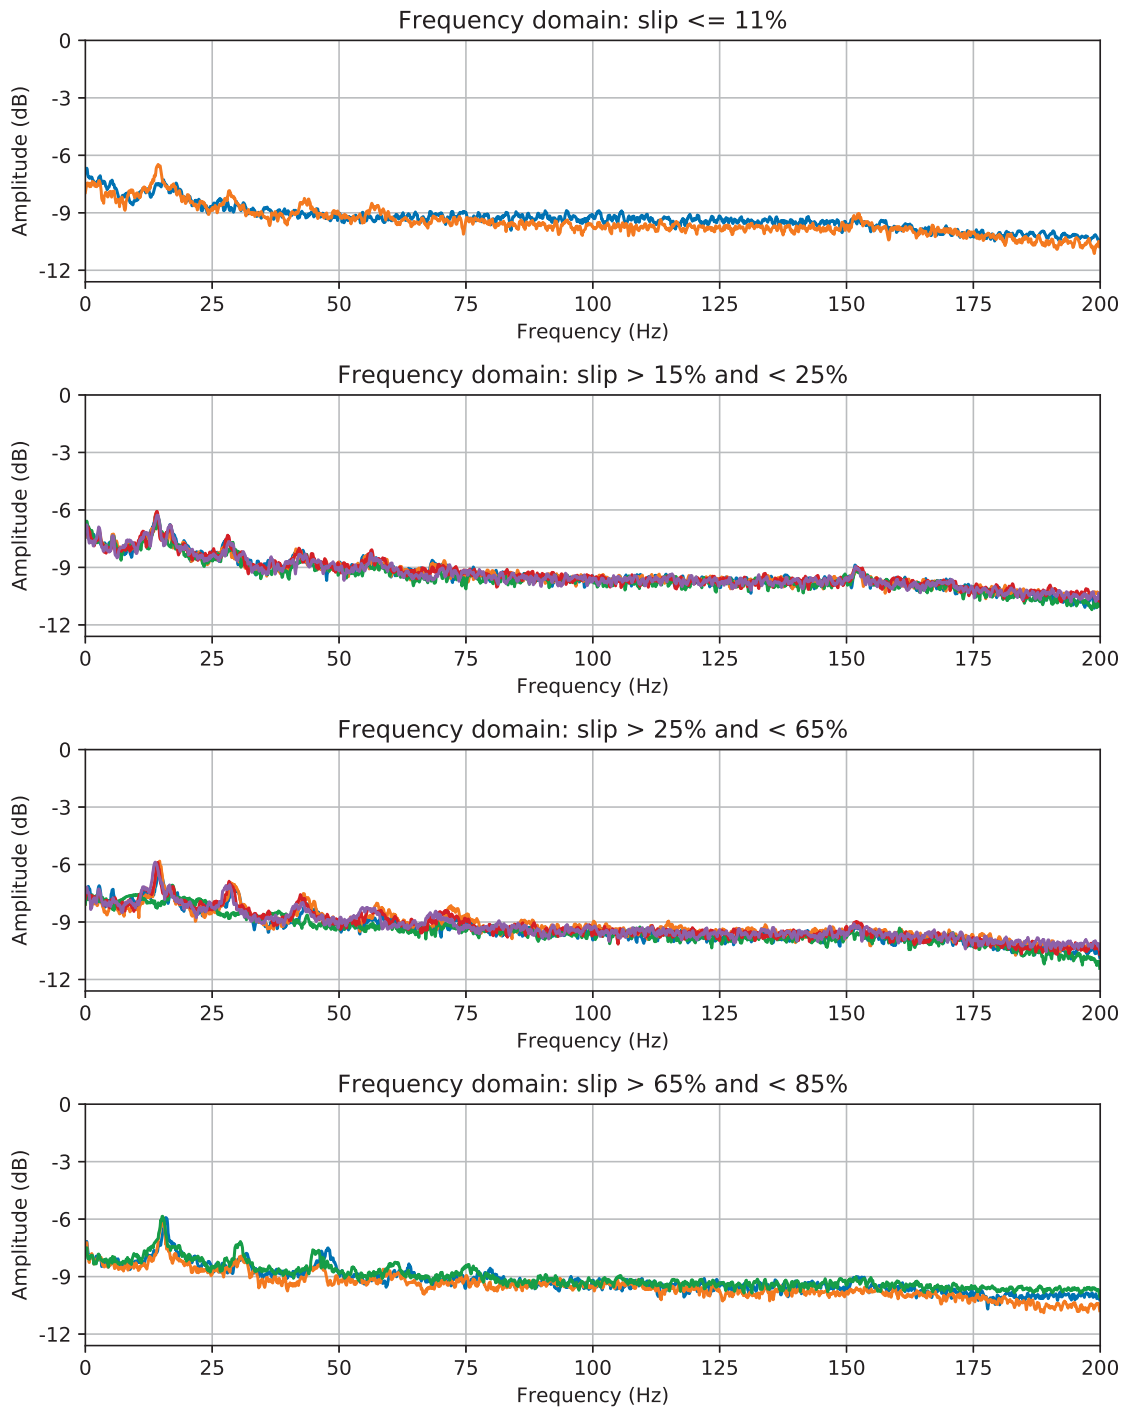 Frequency domain: slip <= 11%
Amplitude (dB)
0
-3
-6
-9
-12
0 25 50 75 100 125 150 175 200
Frequency (Hz)
Frequency domain: slip > 15% and < 25%
Amplitude (dB)
0
-3
-6
-9
-12
0 25 50 75 100 125 150 175 200
Frequency (Hz)
Frequency domain: slip > 25% and < 65%
Amplitude (dB)
0
-3
-6
-9
-12
0 25 50 75 100 125 150 175 200
Frequency (Hz)
Frequency domain: slip > 65% and < 85%
Amplitude (dB)
0
-3
-6
-9
-12
0 25 50 75 100 125 150 175 200
Frequency (Hz)